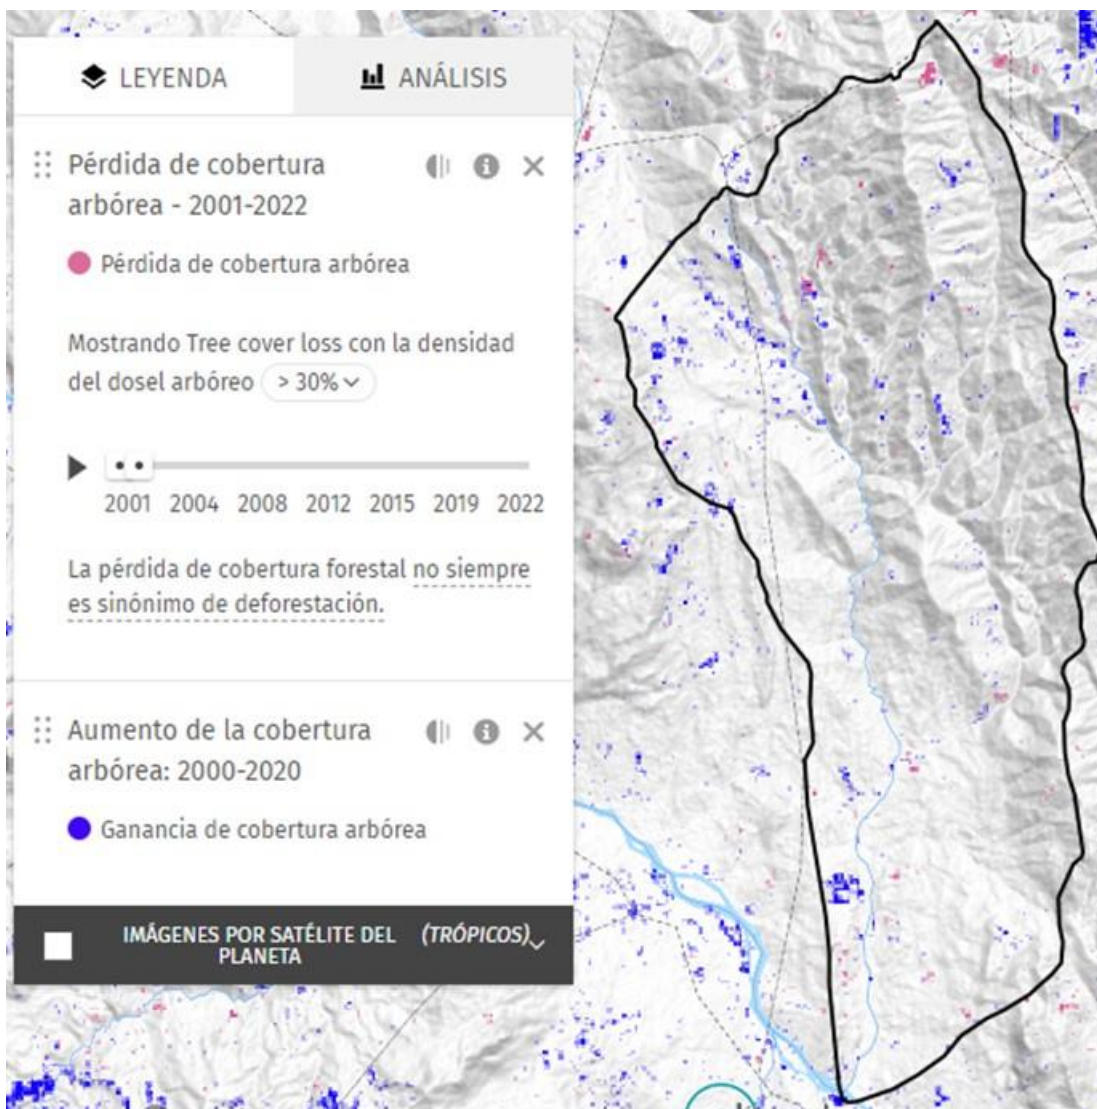 LEYENDA
ANÁLISIS
Pérdida de cobertura
arbórea - 2001-2022
Pérdida de cobertura arbórea
Mostrando Tree cover loss con la densidad
del dosel arbóreo > 30%
2001 2004 2008 2012 2015 2019 2022
La pérdida de cobertura forestal no siempre
es sinónimo de deforestación.
Aumento de la cobertura
arbórea: 2000-2020
Ganancia de cobertura arbórea
IMÁGENES POR SATÉLITE DEL (TRÓPICOS)
PLANETA